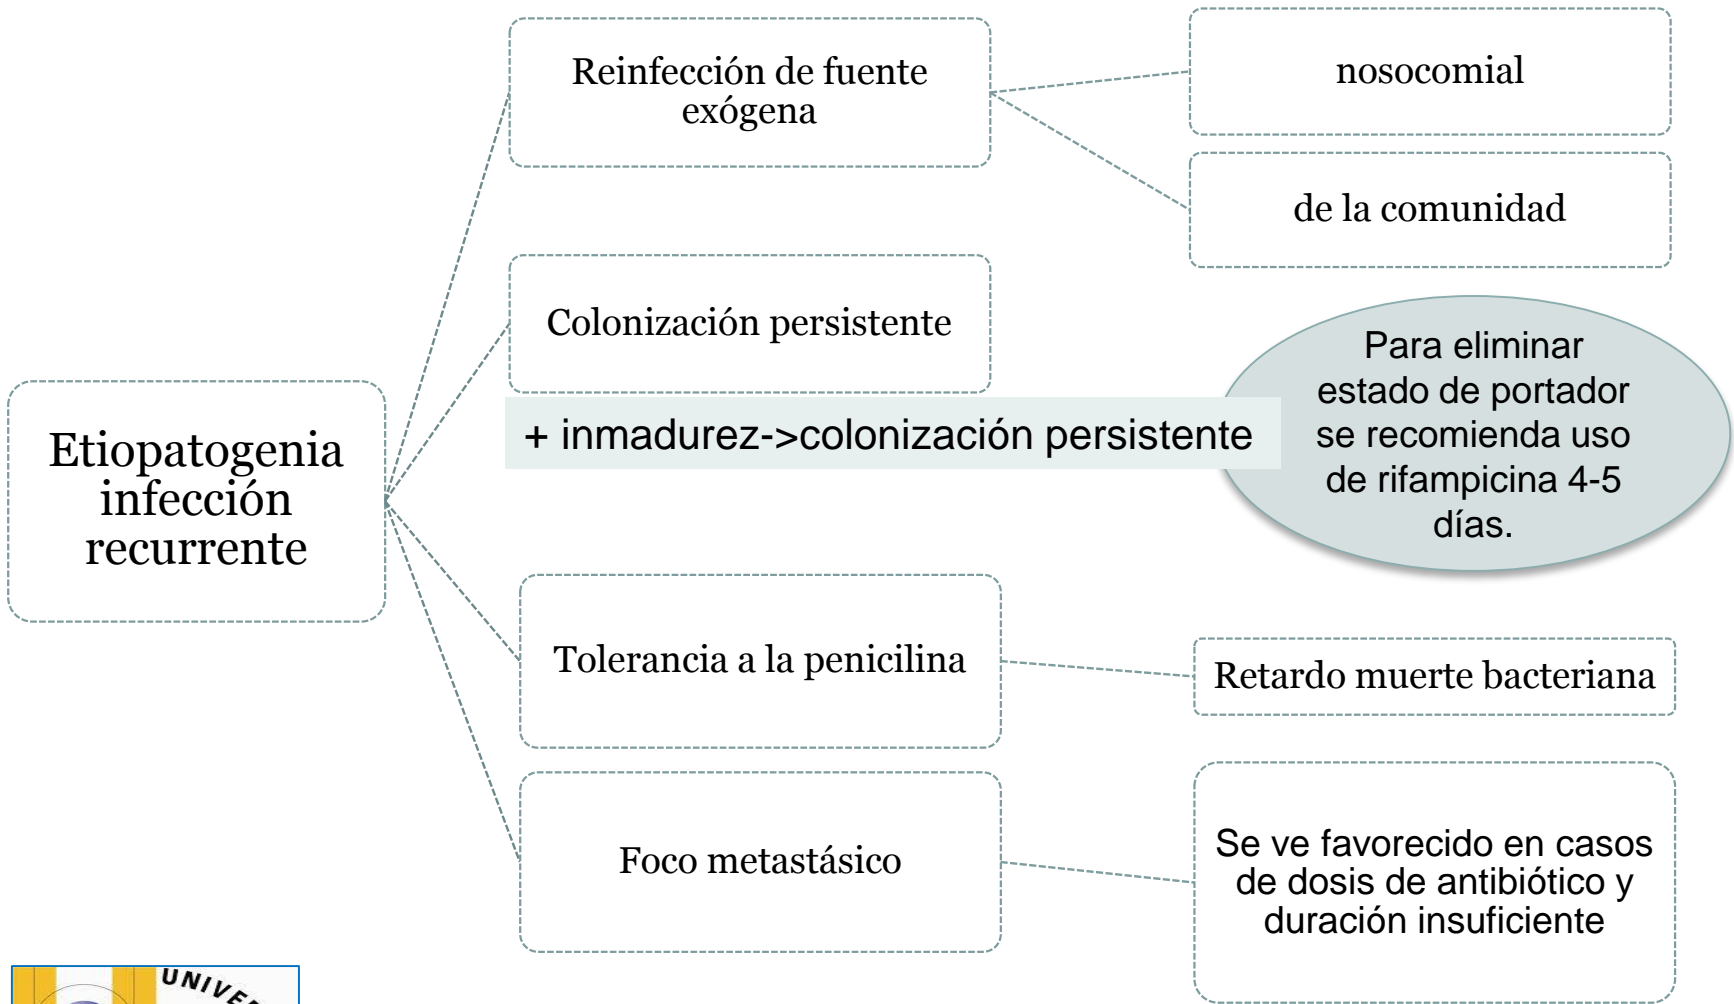 Reinfección de fuente
exógena
nosocomial
de la comunidad
Colonización persistente
+ inmadurez->colonización persistente
Para eliminar
estado de portador
se recomienda uso
de rifampicina 4-5
días.
Etiopatogenia
infección
recurrente
Tolerancia a la penicilina
Retardo muerte bacteriana
Foco metastásico
Se ve favorecido en casos
de dosis de antibiótico y
duración insuficiente